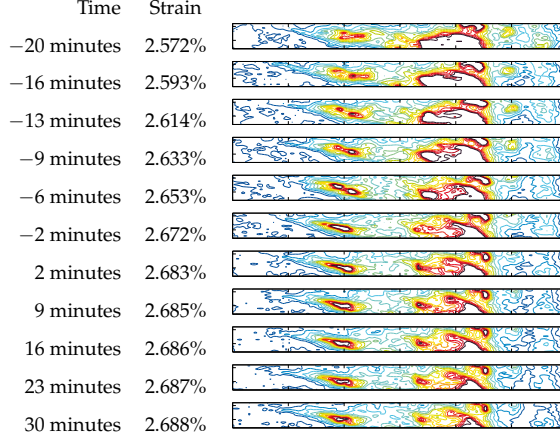 Time Strain
−20 minutes 2.572%
−16 minutes 2.593%
−13 minutes 2.614%
−9 minutes 2.633%
−6 minutes 2.653%
−2 minutes 2.672%
2 minutes 2.683%
9 minutes 2.685%
16 minutes 2.686%
23 minutes 2.687%
30 minutes 2.688%